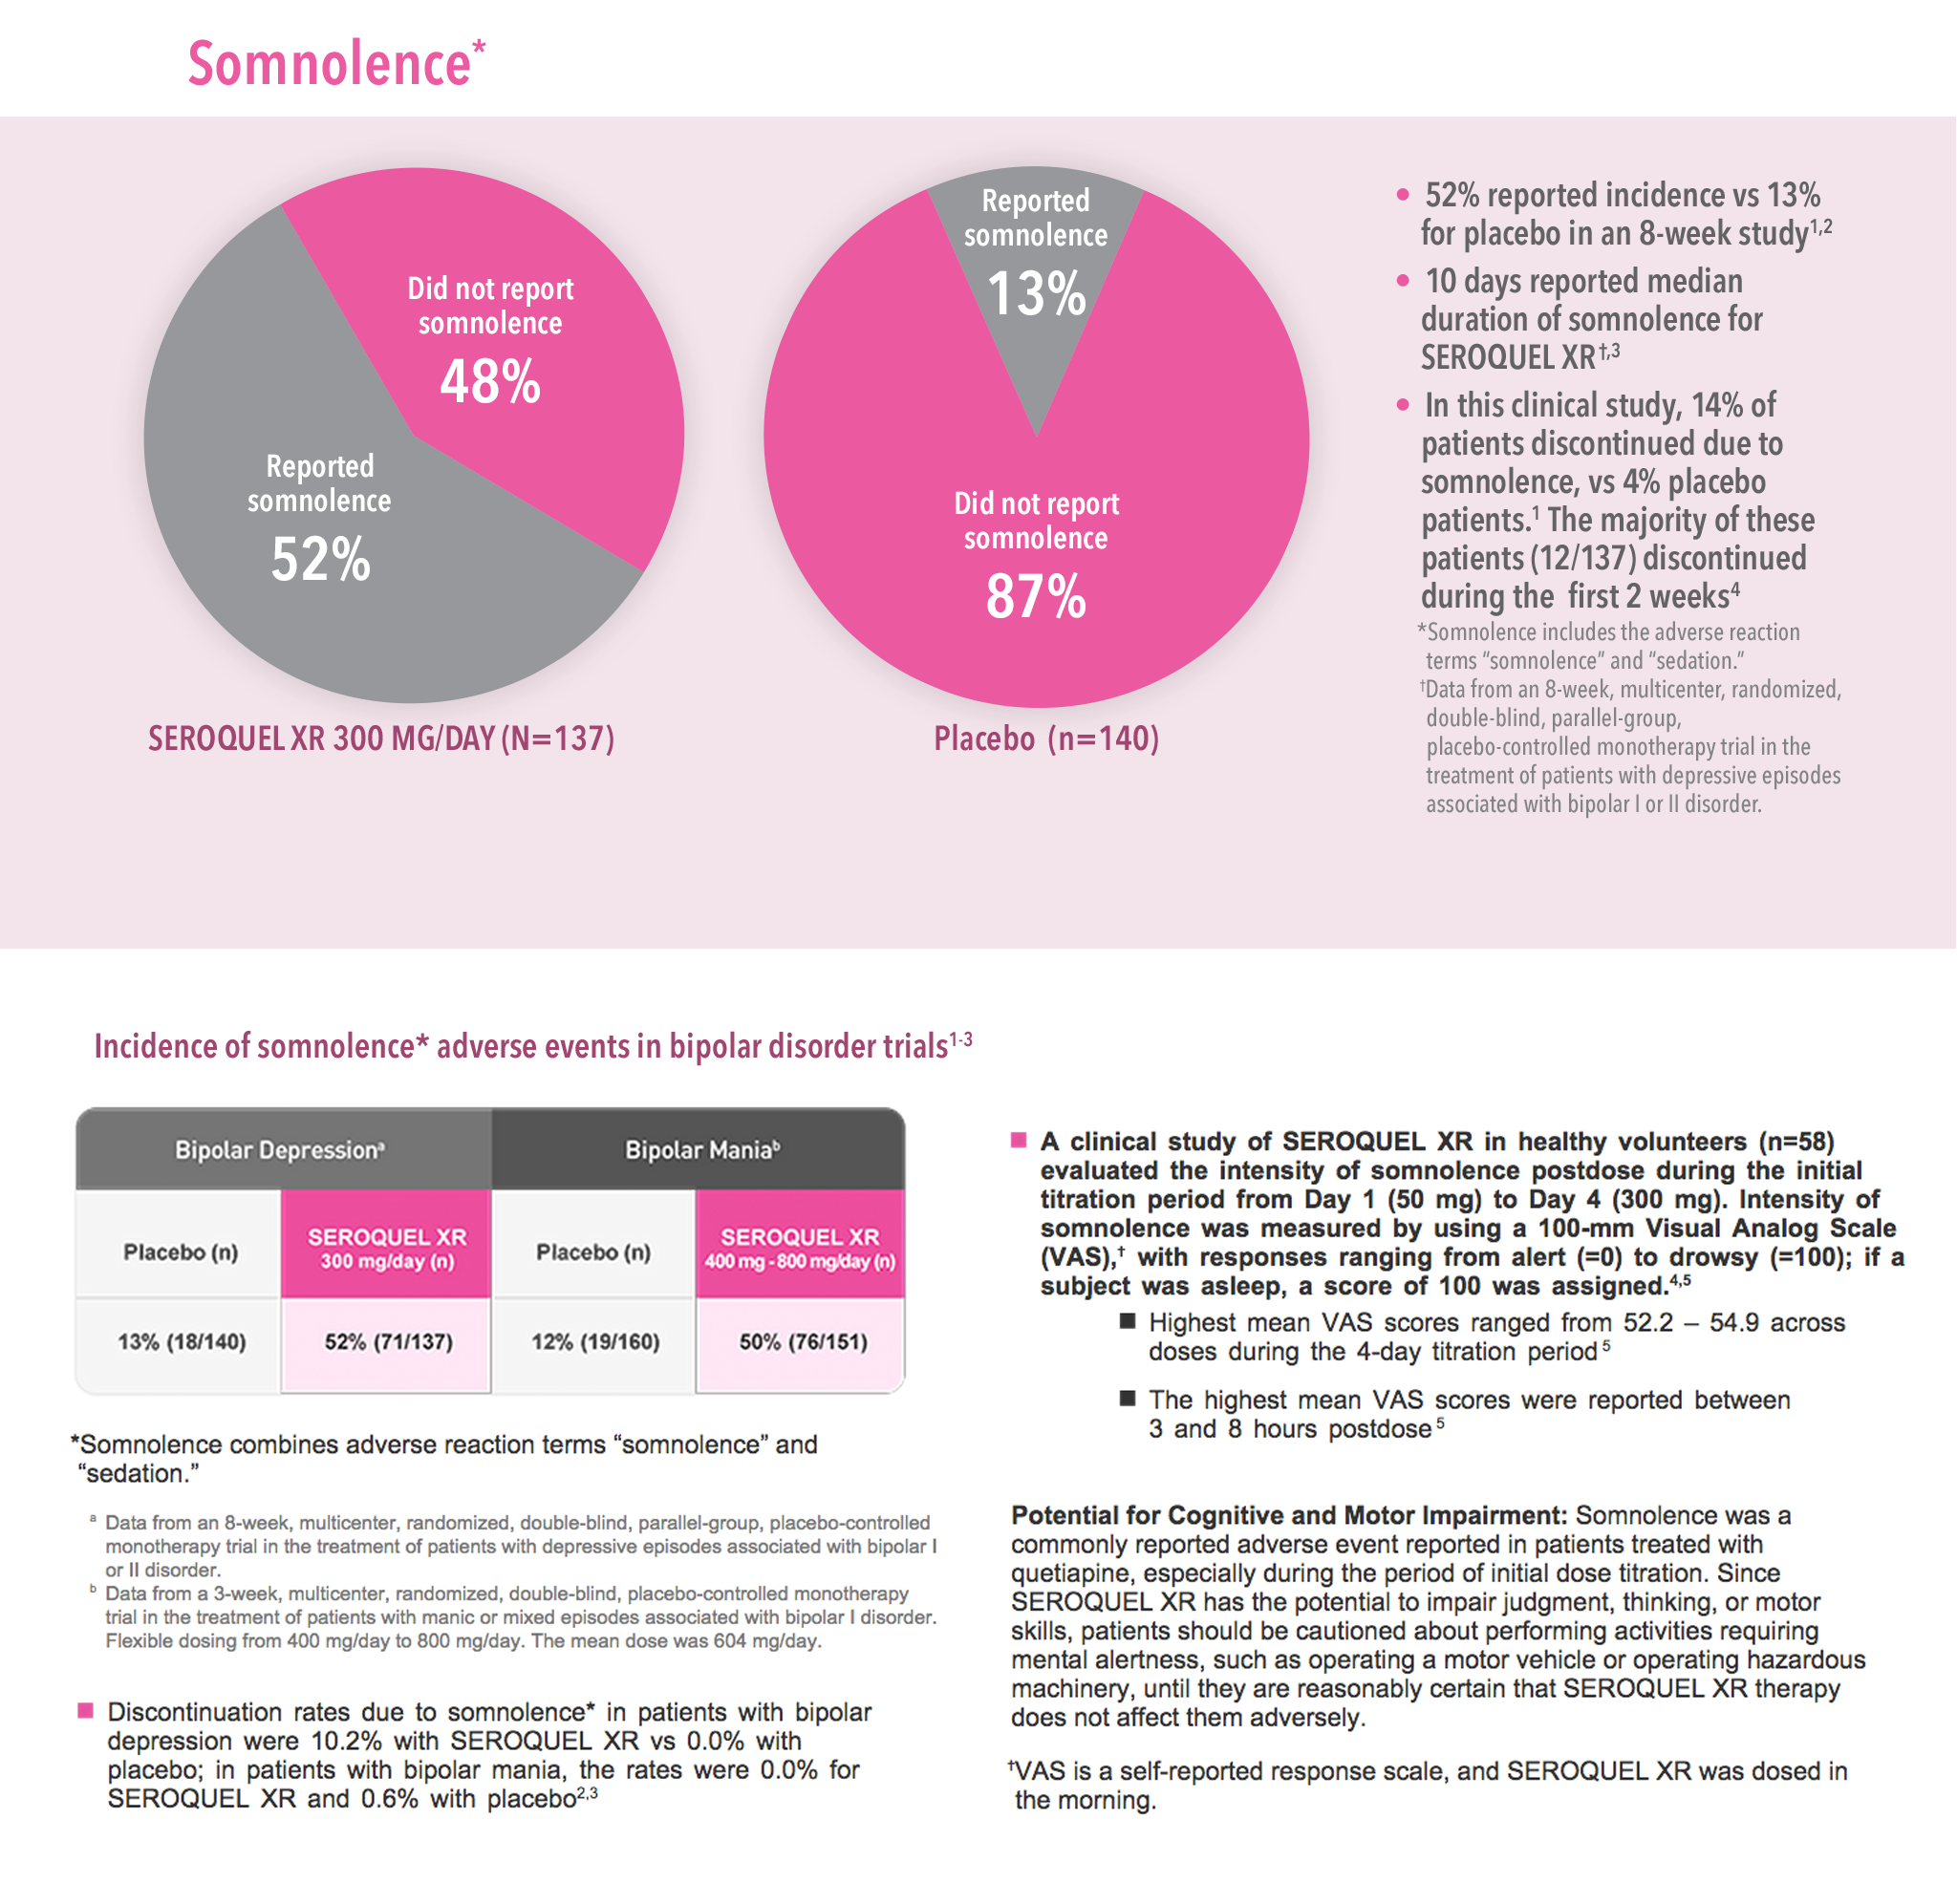 Somnolence*
Did not report
somnolence
48%
Reported
somnolence
52%
SEROQUEL XR 300 MG/DAY (N=137)
Reported
somnolence
13%
Did not report
somnolence
87%
Placebo (n=140)
• 52% reported incidence vs 13%
for placebo in an 8-week study1,2
• 10 days reported median
duration of somnolence for
SEROQUEL XR†,3
• In this clinical study, 14% of
patients discontinued due to
somnolence, vs 4% placebo
patients.1 The majority of these
patients (12/137) discontinued
during the first 2 weeks4
*Somnolence includes the adverse reaction
terms “somnolence” and “sedation.”
†Data from an 8-week, multicenter, randomized,
double-blind, parallel-group,
placebo-controlled monotherapy trial in the
treatment of patients with depressive episodes
associated with bipolar I or II disorder.
Incidence of somnolence* adverse events in bipolar disorder trials1-3
Bipolar Depressiona Bipolar Maniab
Placebo (n) SEROQUEL XR 300 mg/day (n) Placebo (n) SEROQUEL XR 400 mg - 800 mg/day (n)
13% (18/140) 52% (71/137) 12% (19/160) 50% (76/151)
*Somnolence combines adverse reaction terms “somnolence” and
“sedation.”
a Data from an 8-week, multicenter, randomized, double-blind, parallel-group, placebo-controlled
monotherapy trial in the treatment of patients with depressive episodes associated with bipolar I
or II disorder.
b Data from a 3-week, multicenter, randomized, double-blind, placebo-controlled monotherapy
trial in the treatment of patients with manic or mixed episodes associated with bipolar I disorder.
Flexible dosing from 400 mg/day to 800 mg/day. The mean dose was 604 mg/day.
■ Discontinuation rates due to somnolence* in patients with bipolar
depression were 10.2% with SEROQUEL XR vs 0.0% with
placebo; in patients with bipolar mania, the rates were 0.0% for
SEROQUEL XR and 0.6% with placebo2,3
■ A clinical study of SEROQUEL XR in healthy volunteers (n=58)
evaluated the intensity of somnolence postdose during the initial
titration period from Day 1 (50 mg) to Day 4 (300 mg). Intensity of
somnolence was measured by using a 100-mm Visual Analog Scale
(VAS),† with responses ranging from alert (=0) to drowsy (=100); if a
subject was asleep, a score of 100 was assigned.4,5
■ Highest mean VAS scores ranged from 52.2 – 54.9 across
doses during the 4-day titration period5
■ The highest mean VAS scores were reported between
3 and 8 hours postdose5
Potential for Cognitive and Motor Impairment: Somnolence was a
commonly reported adverse event reported in patients treated with
quetiapine, especially during the period of initial dose titration. Since
SEROQUEL XR has the potential to impair judgment, thinking, or motor
skills, patients should be cautioned about performing activities requiring
mental alertness, such as operating a motor vehicle or operating hazardous
machinery, until they are reasonably certain that SEROQUEL XR therapy
does not affect them adversely.
†VAS is a self-reported response scale, and SEROQUEL XR was dosed in
the morning.